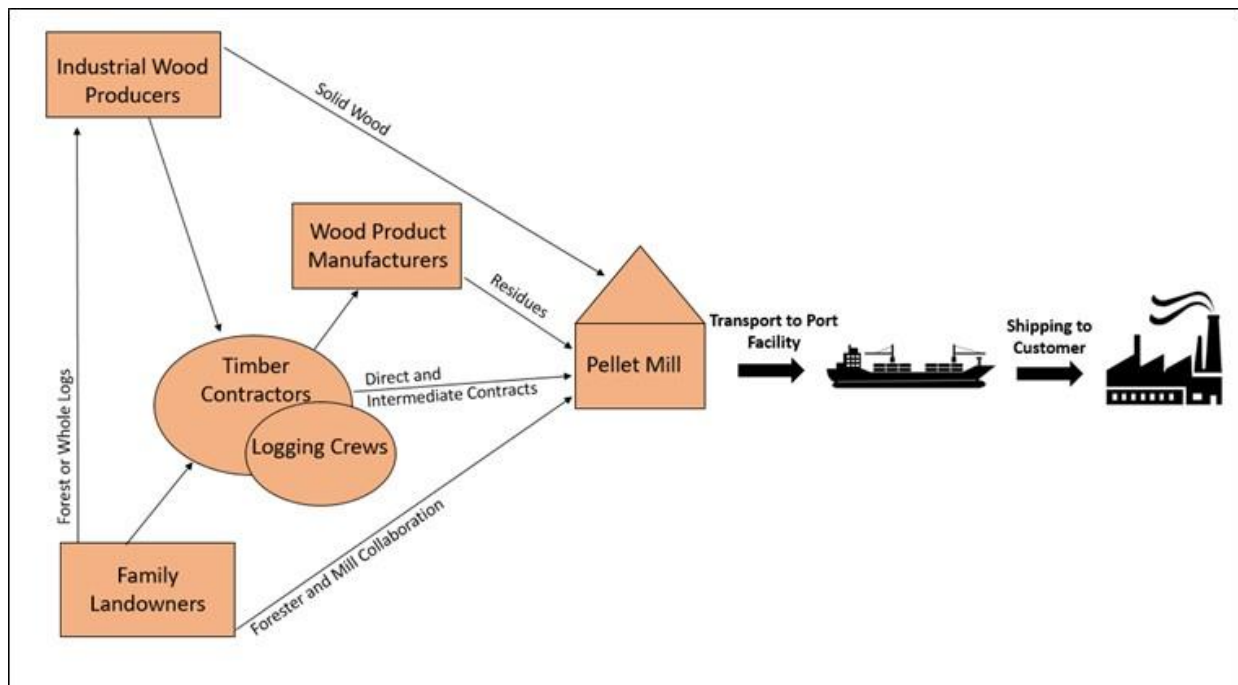 Industrial Wood
Producers
Solid Wood
Wood Product
Manufacturers
Residues
Timber
Contractors
Logging Crews
Direct and
Intermediate Contracts
Pellet Mill
Transport to Port
Facility
Shipping to
Customer
Forest or Whole Logs
Family
Landowners
Forester and Mill Collaboration